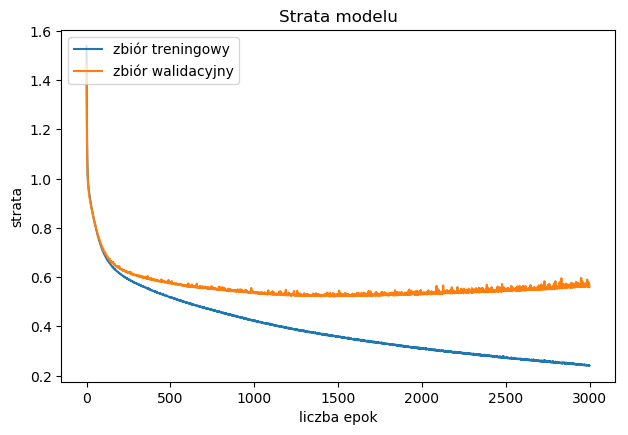 Strata modelu
zbiór treningowy
zbiór walidacyjny
strata
1.6
1.4
1.2
1.0
0.8
0.6
0.4
0.2
0 500 1000 1500 2000 2500 3000
liczba epok